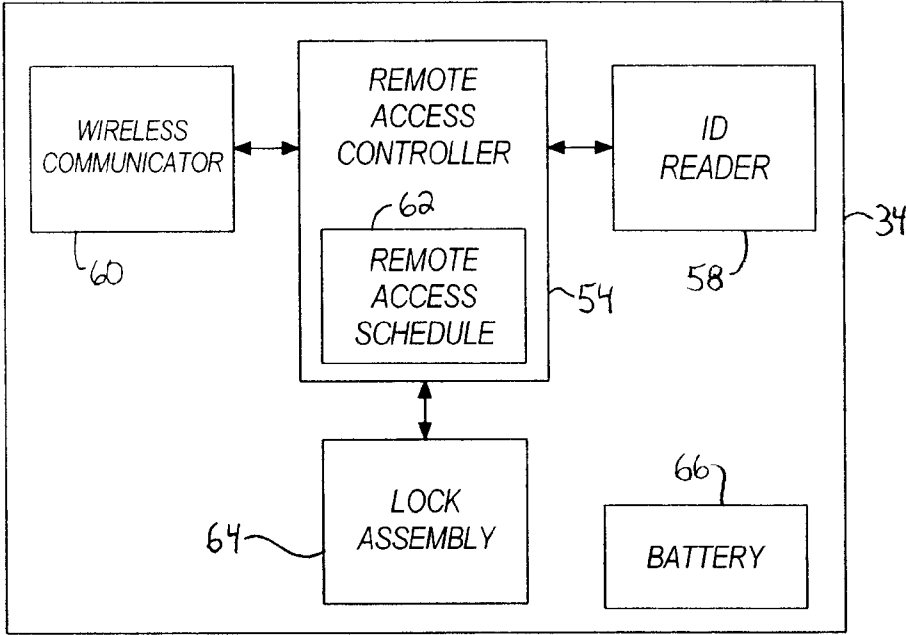 REMOTE
ACCESS
CONTROLLER
WIRELESS
COMMUNICATOR
ID
READER
62
34
60
REMOTE
ACCESS
SCHEDULE
58
54
LOCK
ASSEMBLY
64
66
BATTERY